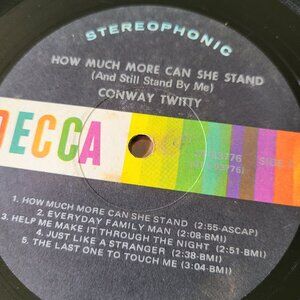 STEREOPHONIC
HOW MUCH MORE CAN SHE STAND
(And Still Stand By Me)
CONWAY TWITTY
DECCA
SIDE
1. HOW MUCH MORE CAN SHE STAND (2:55-ASCAP)
2. EVERYDAY FAMILY MAN (2:08-BMI)
3. HELP ME MAKE IT THROUGH THE NIGHT (2:51-BMI)
4. JUST LIKE A STRANGER (2:38-BMI)
5. THE LAST ONE TO TOUCH ME (3:04-BMI)